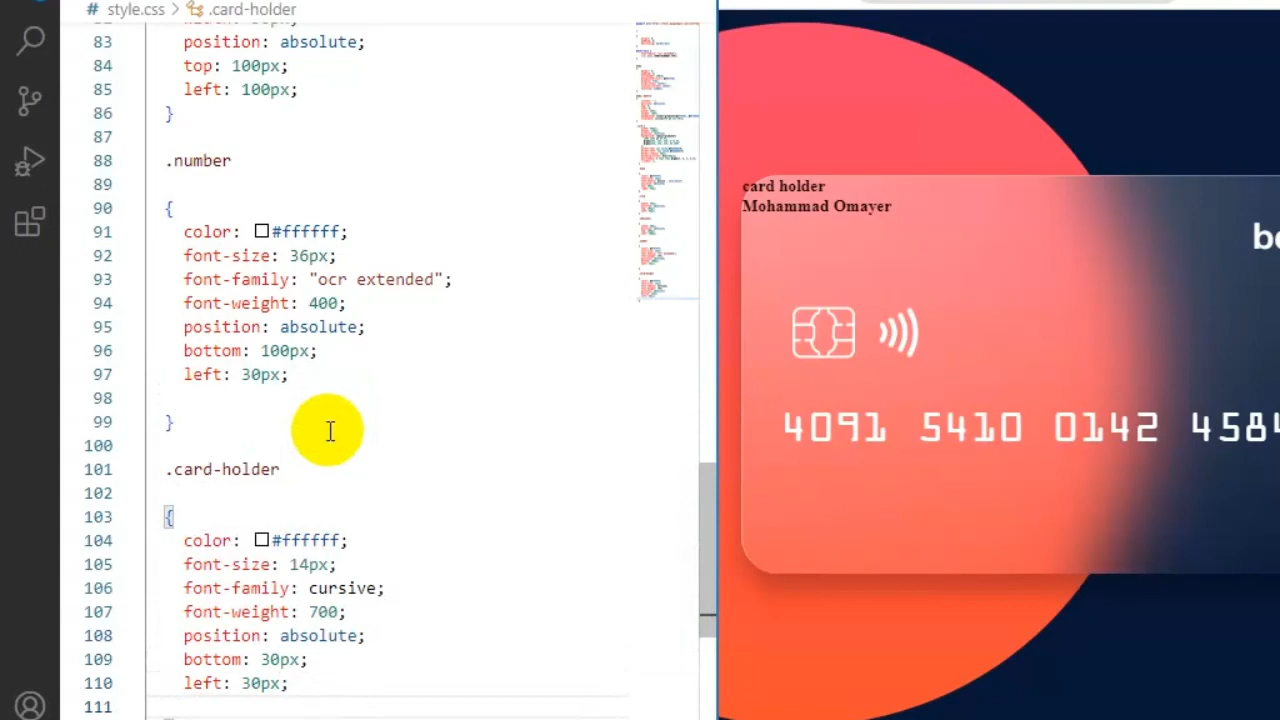 # style.css > .card-holder
83 position: absolute;
84 top: 100px;
85 left: 100px;
86 }
87
88 .number
89
90 {
91 color: #ffffff;
92 font-size: 36px;
93 font-family: "ocr extended";
94 font-weight: 400;
95 position: absolute;
96 bottom: 100px;
97 left: 30px;
98
99 }
100
101 .card-holder
102
103 {
104 color: #ffffff;
105 font-size: 14px;
106 font-family: cursive;
107 font-weight: 700;
108 position: absolute;
109 bottom: 30px;
110 left: 30px;
111
card holder
Mohammad Omayer
4091 5410 0142 4584